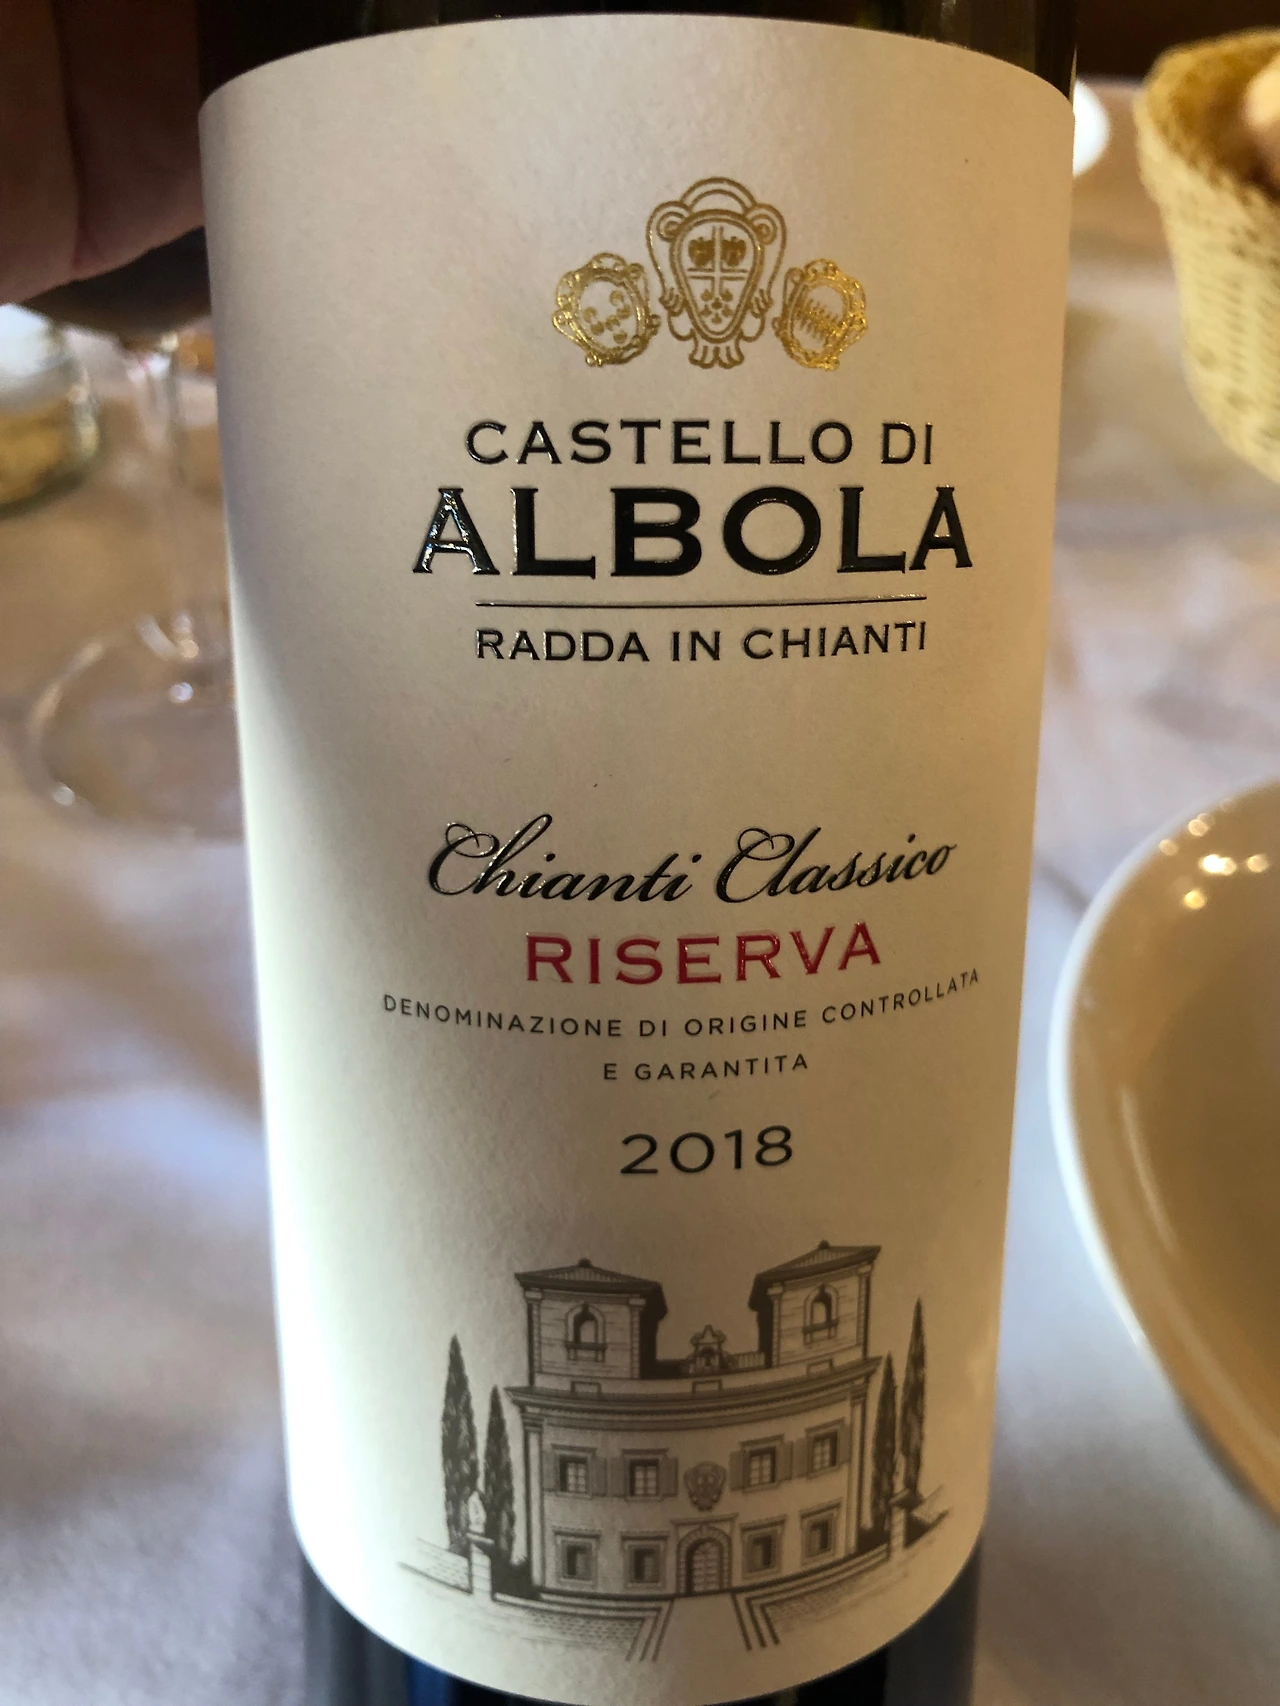 CASTELLO DI
ALBOLA
RADDA IN CHIANTI
Chianti Classico
RISERVA
DENOMINAZIONE DI ORIGINE CONTROLLATA
E GARANTITA
2018